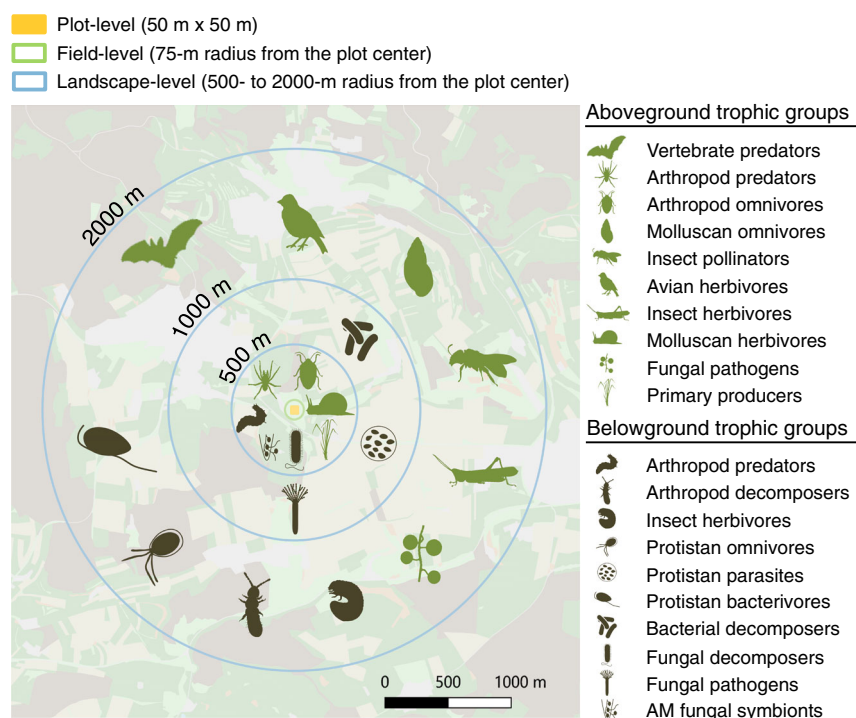 Plot-level (50 m x 50 m)
Field-level (75-m radius from the plot center)
Landscape-level (500- to 2000-m radius from the plot center)
2000 m
1000 m
500 m
0 500 1000 m
Aboveground trophic groups
Vertebrate predators
Arthropod predators
Arthropod omnivores
Molluscan omnivores
Insect pollinators
Avian herbivores
Insect herbivores
Molluscan herbivores
Fungal pathogens
Primary producers
Belowground trophic groups
Arthropod predators
Arthropod decomposers
Insect herbivores
Protistan omnivores
Protistan parasites
Protistan bacterivores
Bacterial decomposers
Fungal decomposers
Fungal pathogens
AM fungal symbionts